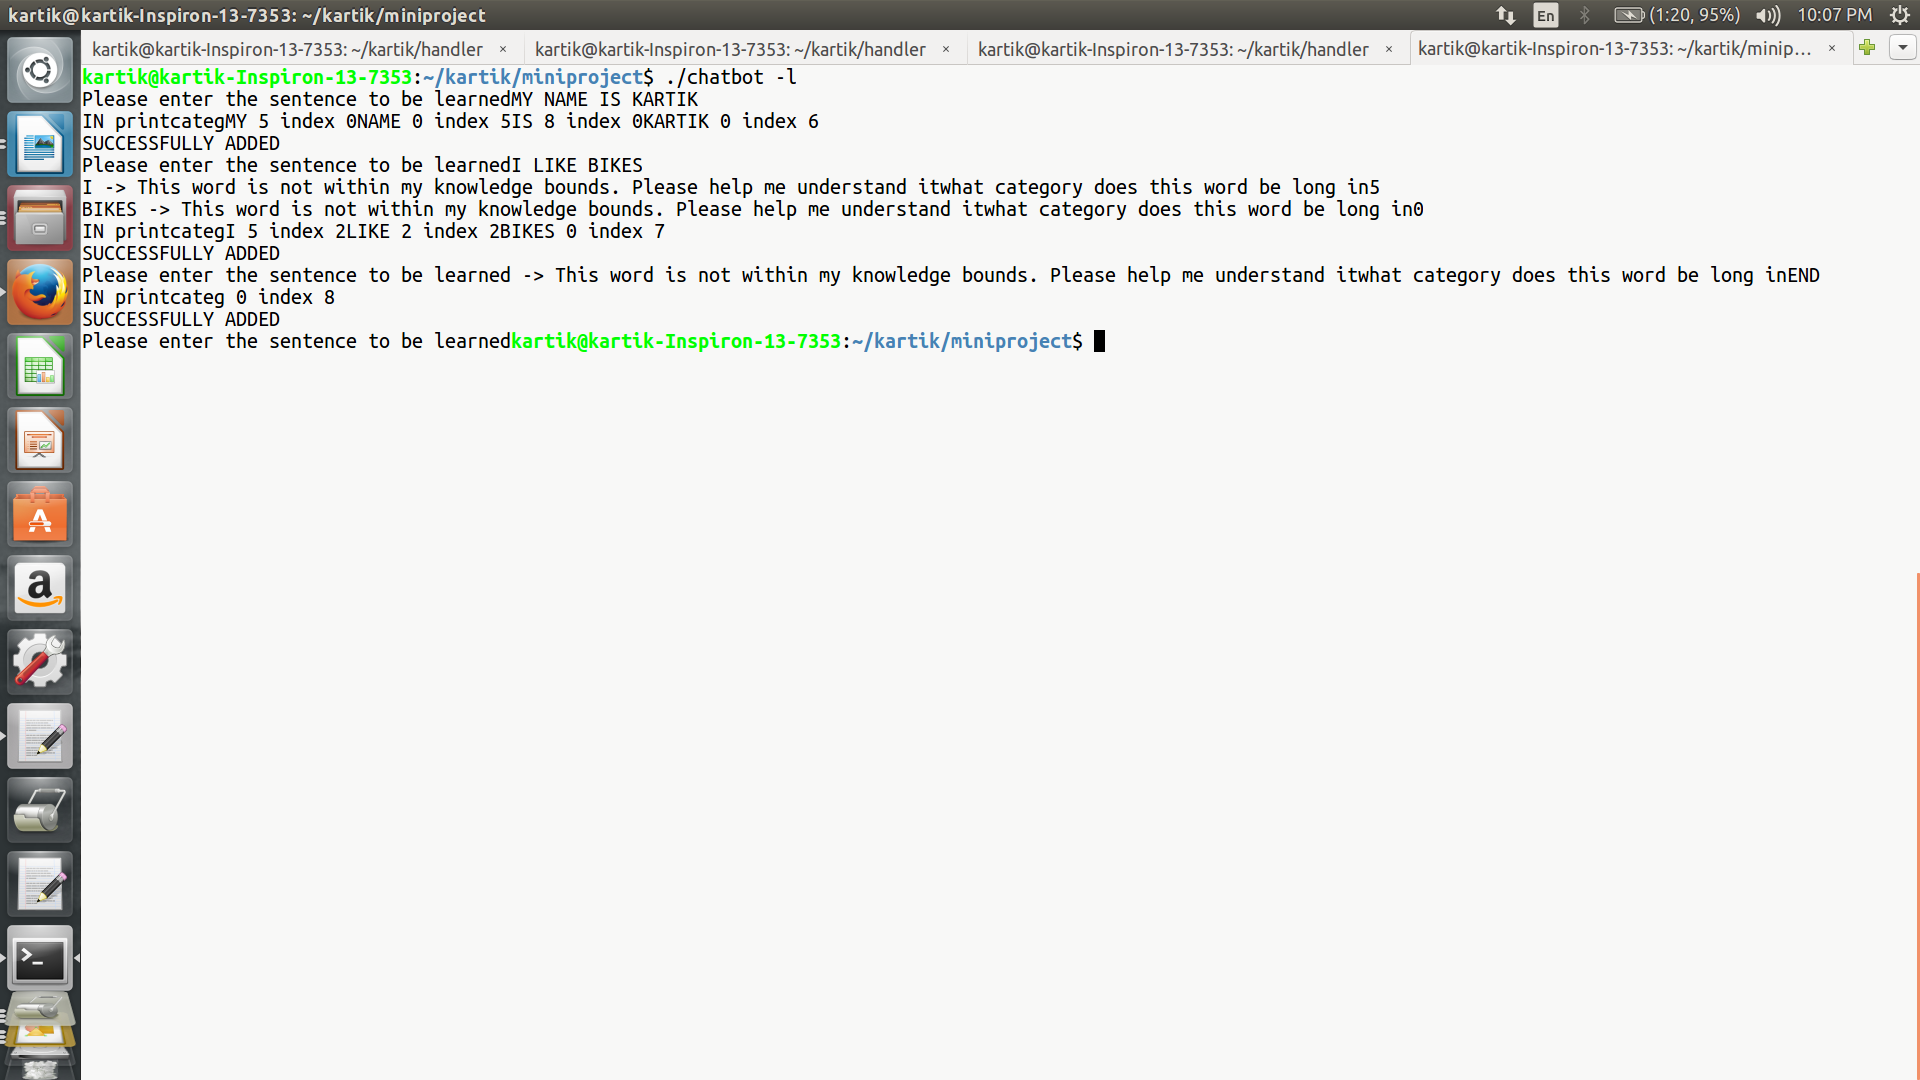 kartik@kartik-Inspiron-13-7353: ~/kartik/miniproject
En
(1:20, 95%)
10:07 PM
kartik@kartik-Inspiron-13-7353: ~/kartik/handler ×
kartik@kartik-Inspiron-13-7353: ~/kartik/handler ×
kartik@kartik-Inspiron-13-7353: ~/kartik/handler ×
kartik@kartik-Inspiron-13-7353: ~/kartik/minip... ×
kartik@kartik-Inspiron-13-7353:~/kartik/miniproject$ ./chatbot -l
Please enter the sentence to be learnedMY NAME IS KARTIK
IN printcategMY 5 index 0NAME 0 index 5IS 8 index 0KARTIK 0 index 6
SUCCESSFULLY ADDED
Please enter the sentence to be learnedI LIKE BIKES
I -> This word is not within my knowledge bounds. Please help me understand itwhat category does this word be long in5
BIKES -> This word is not within my knowledge bounds. Please help me understand itwhat category does this word be long in0
IN printcategI 5 index 2LIKE 2 index 2BIKES 0 index 7
SUCCESSFULLY ADDED
Please enter the sentence to be learned -> This word is not within my knowledge bounds. Please help me understand itwhat category does this word be long inEND
IN printcateg 0 index 8
SUCCESSFULLY ADDED
Please enter the sentence to be learnedkartik@kartik-Inspiron-13-7353:~/kartik/miniproject$